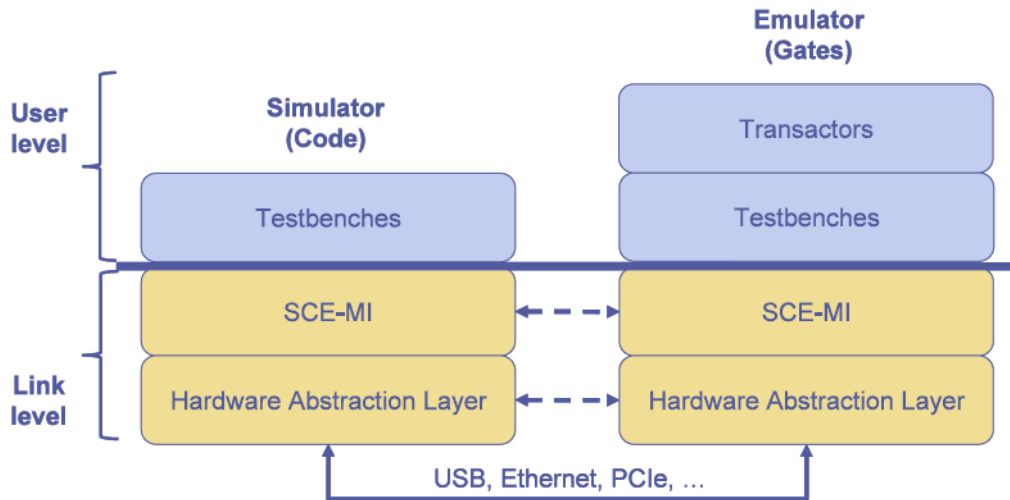 Emulator
(Gates)
User
level
Simulator
(Code)
Transactors
Testbenches
Testbenches
SCE-MI
SCE-MI
Link
level
Hardware Abstraction Layer
Hardware Abstraction Layer
USB, Ethernet, PCIe, ...